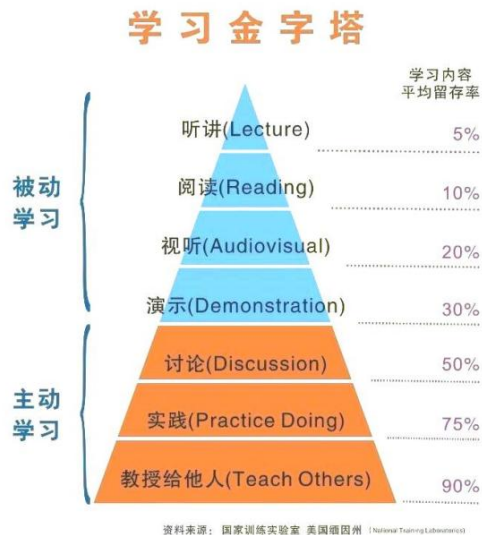 学习金字塔
学习内容
平均留存率
被动
学习
听讲(Lecture) 5%
阅读(Reading) 10%
视听(Audiovisual) 20%
演示(Demonstration) 30%
主动
学习
讨论(Discussion) 50%
实践(Practice Doing) 75%
教授给他人(Teach Others) 90%
资料来源： 国家训练实验室 美国缅因州 (National Training Laboratories)